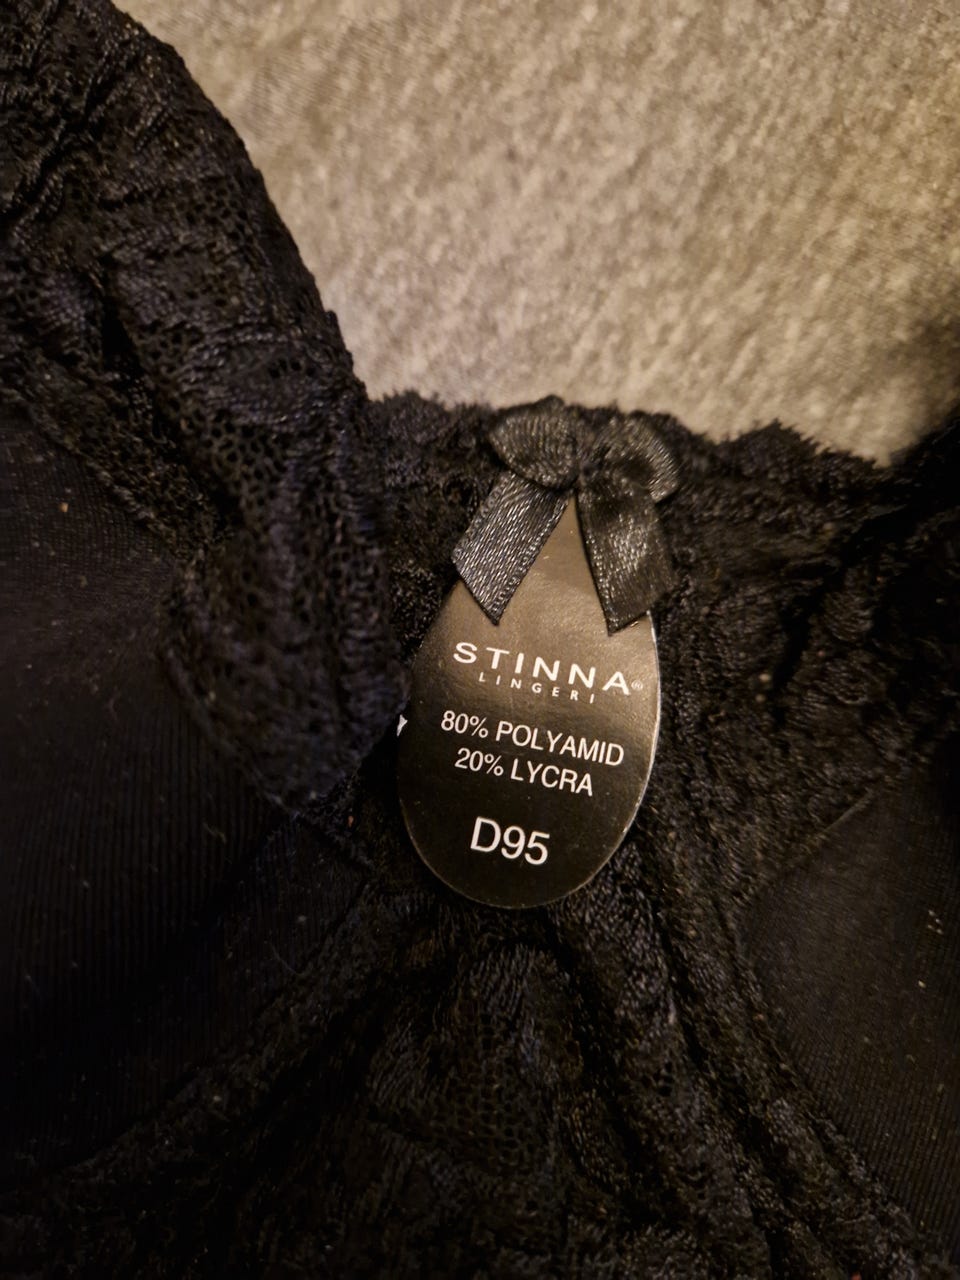 STINNA®
LINGERI
80% POLYAMID
20% LYCRA
D95